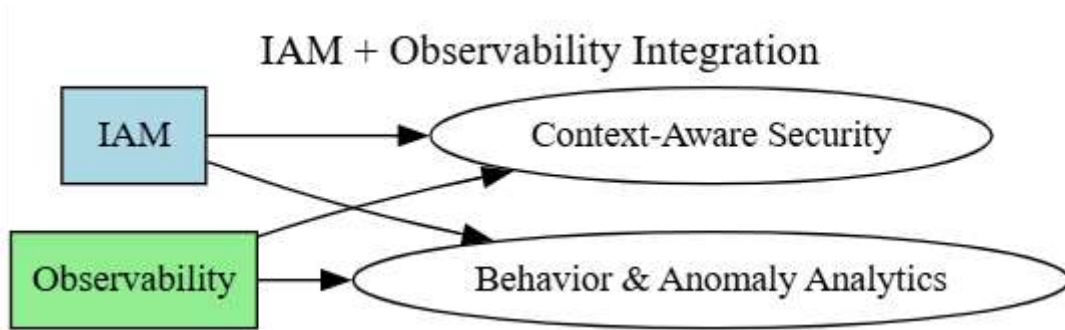 IAM + Observability Integration
IAM
Context-Aware Security
Observability
Behavior & Anomaly Analytics